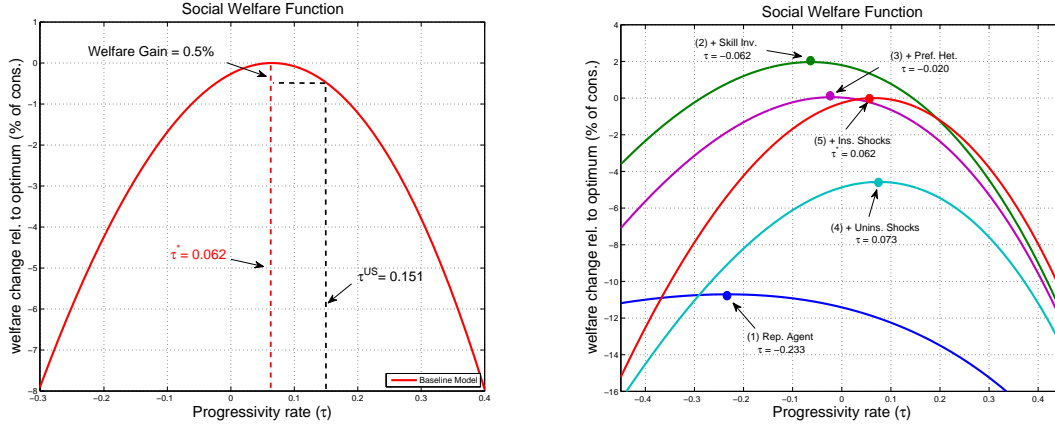 Social Welfare Function
1
0
−1
−2
−3
−4
−5
−6
−7
−8
welfare change rel. to optimum (% of cons.)
Welfare Gain = 0.5%
τ* = 0.062
τUS = 0.151
Baseline Model
−0.3
−0.2
−0.1
0
0.1
0.2
0.3
0.4
Progressivity rate (τ)
Social Welfare Function
4
2
0
−2
−4
−6
−8
−10
−12
−14
−16
welfare change rel. to optimum (% of cons.)
(2) + Skill Inv.
τ = −0.062
(3) + Pref. Het.
τ = −0.020
(5) + Ins. Shocks
τ* = 0.062
(4) + Unins. Shocks
τ = 0.073
(1) Rep. Agent
τ = −0.233
−0.4
−0.3
−0.2
−0.1
0
0.1
0.2
0.3
0.4
Progressivity rate (τ)